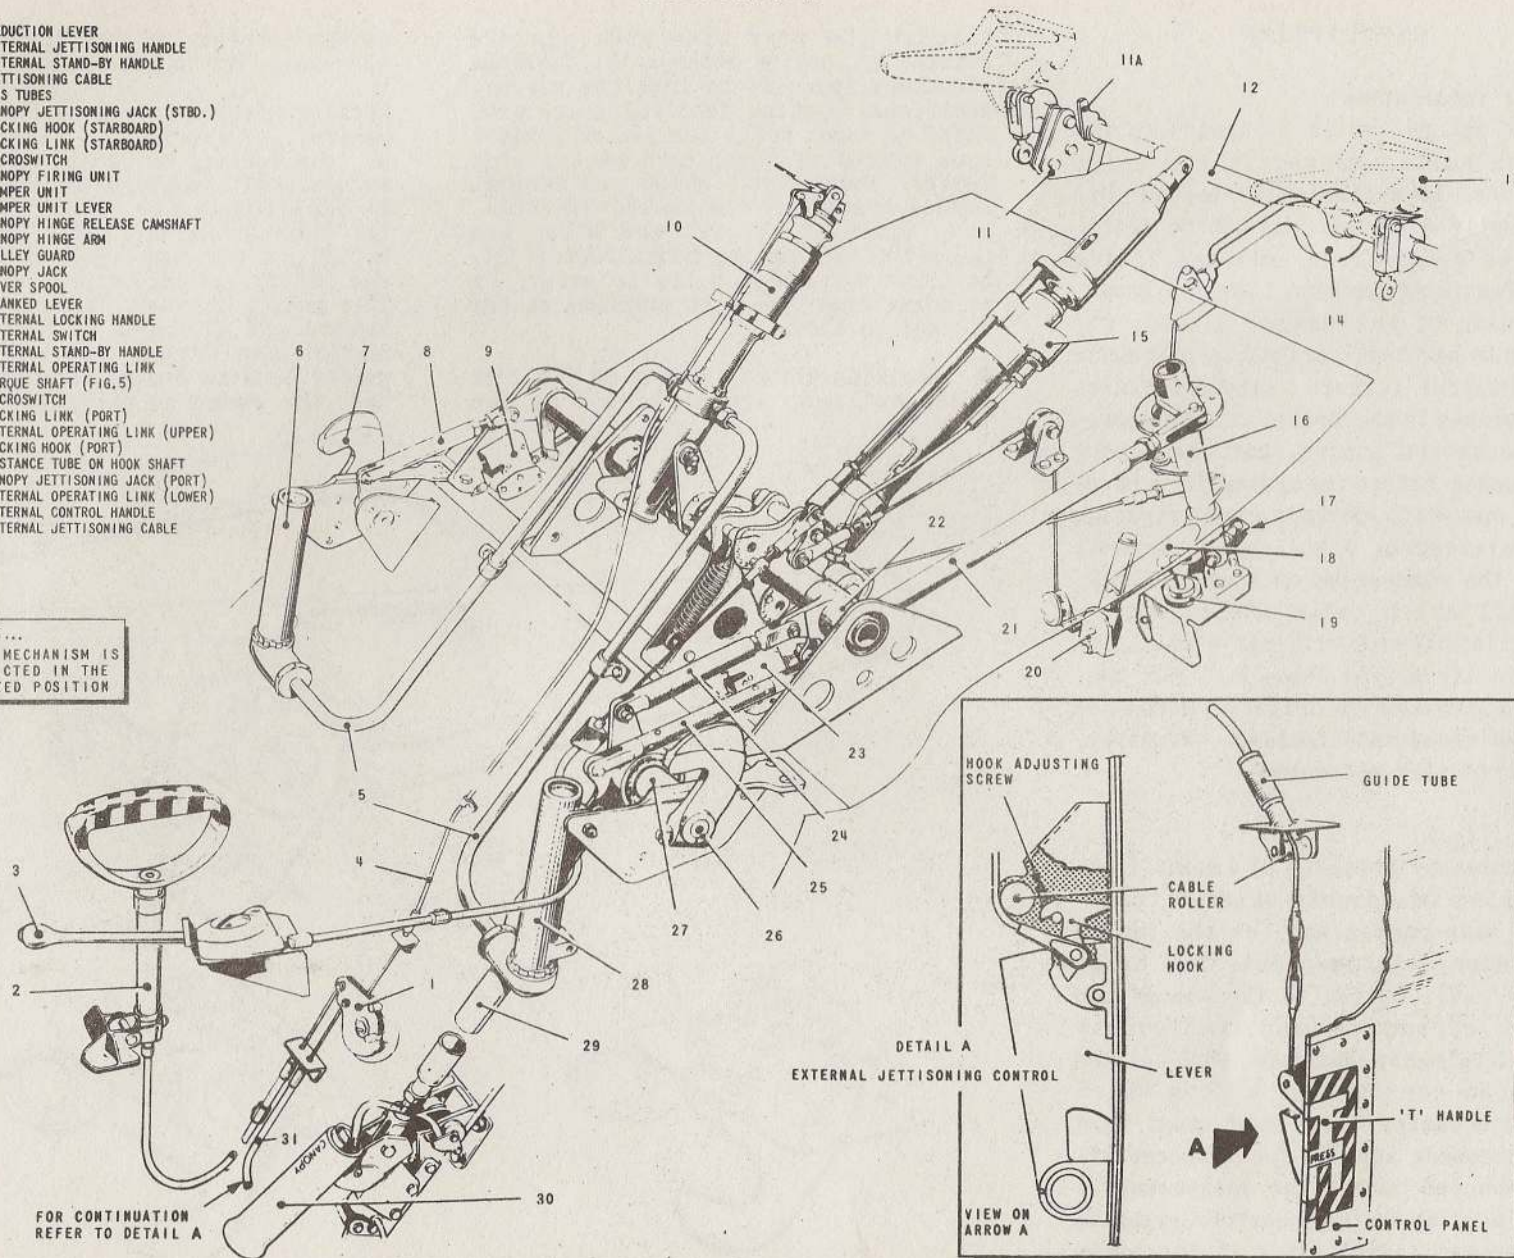 DUCTION LEVER
TERNAL JETTISONING HANDLE
TERNAL STAND-BY HANDLE
TTISONING CABLE
S TUBES
NOPY JETTISONING JACK (STBD.)
CKING HOOK (STARBOARD)
CKING LINK (STARBOARD)
CROSWITCH
NOPY FIRING UNIT
MPER UNIT
MPER UNIT LEVER
NOPY HINGE RELEASE CAMSHAFT
NOPY HINGE ARM
LLEY GUARD
NOPY JACK
VER SPOOL
ANKED LEVER
TERNAL LOCKING HANDLE
TERNAL SWITCH
TERNAL STAND-BY HANDLE
TERNAL OPERATING LINK
RQUE SHAFT (FIG.5)
CROSWITCH
CKING LINK (PORT)
TERNAL OPERATING LINK (UPPER)
CKING HOOK (PORT)
STANCE TUBE ON HOOK SHAFT
NOPY JETTISONING JACK (PORT)
TERNAL OPERATING LINK (LOWER)
TERNAL CONTROL HANDLE
TERNAL JETTISONING CABLE
...
MECHANISM IS
CTED IN THE
ED POSITION
11A
12
1
10
11
14
15
6
7
8
9
16
17
22
18
19
21
20
23
5
24
4
25
3
27
26
2
1
28
29
31
CANOPY
30
FOR CONTINUATION
REFER TO DETAIL A
HOOK ADJUSTING
SCREW
GUIDE TUBE
CABLE
ROLLER
LOCKING
HOOK
DETAIL A
EXTERNAL JETTISONING CONTROL
LEVER
'T' HANDLE
A
PRESS
VIEW ON
ARROW A
CONTROL PANEL